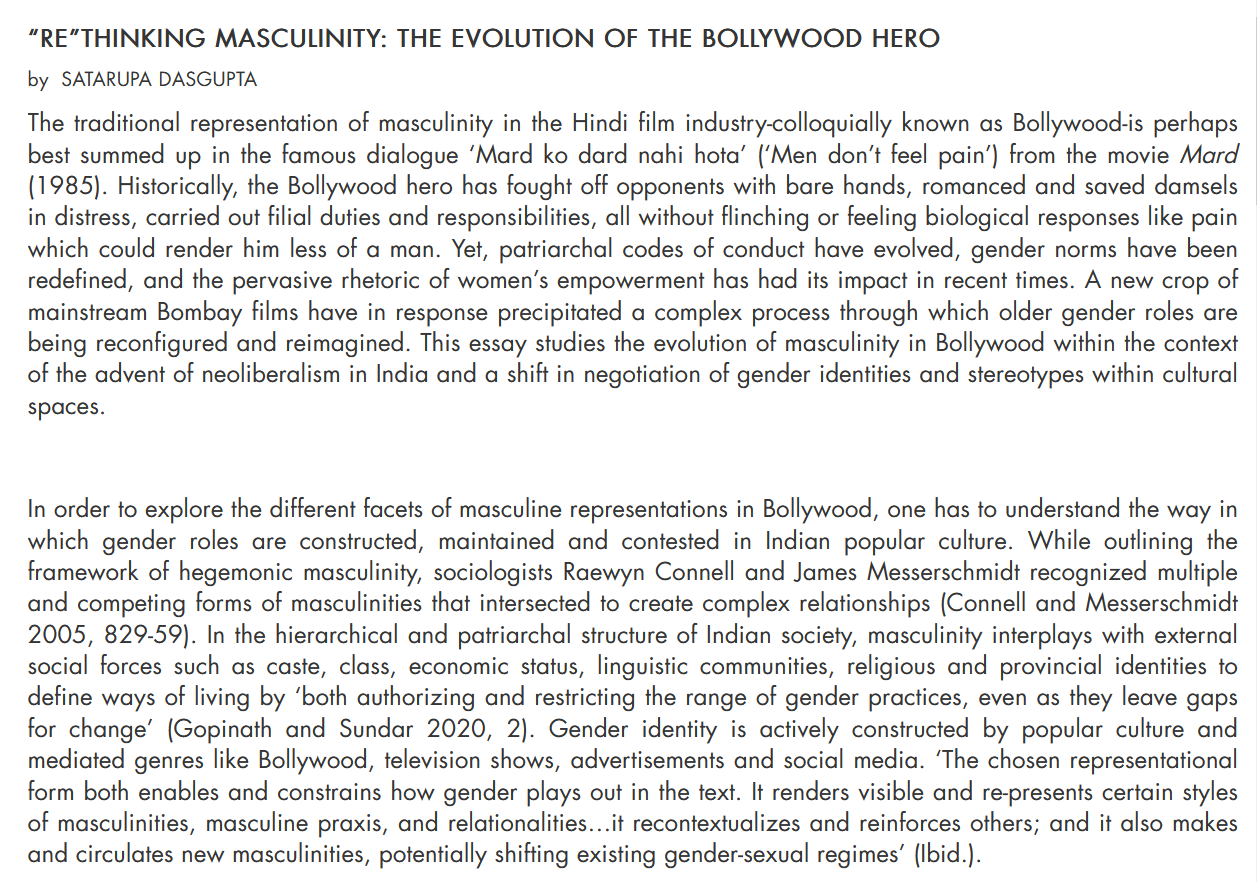 “RE”THINKING MASCULINITY: THE EVOLUTION OF THE BOLLYWOOD HERO
by SATARUPA DASGUPTA
The traditional representation of masculinity in the Hindi film industry-colloquially known as Bollywood-is perhaps
best summed up in the famous dialogue ‘Mard ko dard nahi hota’ (‘Men don’t feel pain’) from the movie Mard
(1985). Historically, the Bollywood hero has fought off opponents with bare hands, romanced and saved damsels
in distress, carried out filial duties and responsibilities, all without flinching or feeling biological responses like pain
which could render him less of a man. Yet, patriarchal codes of conduct have evolved, gender norms have been
redefined, and the pervasive rhetoric of women’s empowerment has had its impact in recent times. A new crop of
mainstream Bombay films have in response precipitated a complex process through which older gender roles are
being reconfigured and reimagined. This essay studies the evolution of masculinity in Bollywood within the context
of the advent of neoliberalism in India and a shift in negotiation of gender identities and stereotypes within cultural
spaces.
In order to explore the different facets of masculine representations in Bollywood, one has to understand the way in
which gender roles are constructed, maintained and contested in Indian popular culture. While outlining the
framework of hegemonic masculinity, sociologists Raewyn Connell and James Messerschmidt recognized multiple
and competing forms of masculinities that intersected to create complex relationships (Connell and Messerschmidt
2005, 829-59). In the hierarchical and patriarchal structure of Indian society, masculinity interplays with external
social forces such as caste, class, economic status, linguistic communities, religious and provincial identities to
define ways of living by ‘both authorizing and restricting the range of gender practices, even as they leave gaps
for change’ (Gopinath and Sundar 2020, 2). Gender identity is actively constructed by popular culture and
mediated genres like Bollywood, television shows, advertisements and social media. ‘The chosen representational
form both enables and constrains how gender plays out in the text. It renders visible and re-presents certain styles
of masculinities, masculine praxis, and relationalities…it recontextualizes and reinforces others; and it also makes
and circulates new masculinities, potentially shifting existing gender-sexual regimes’ (Ibid.).